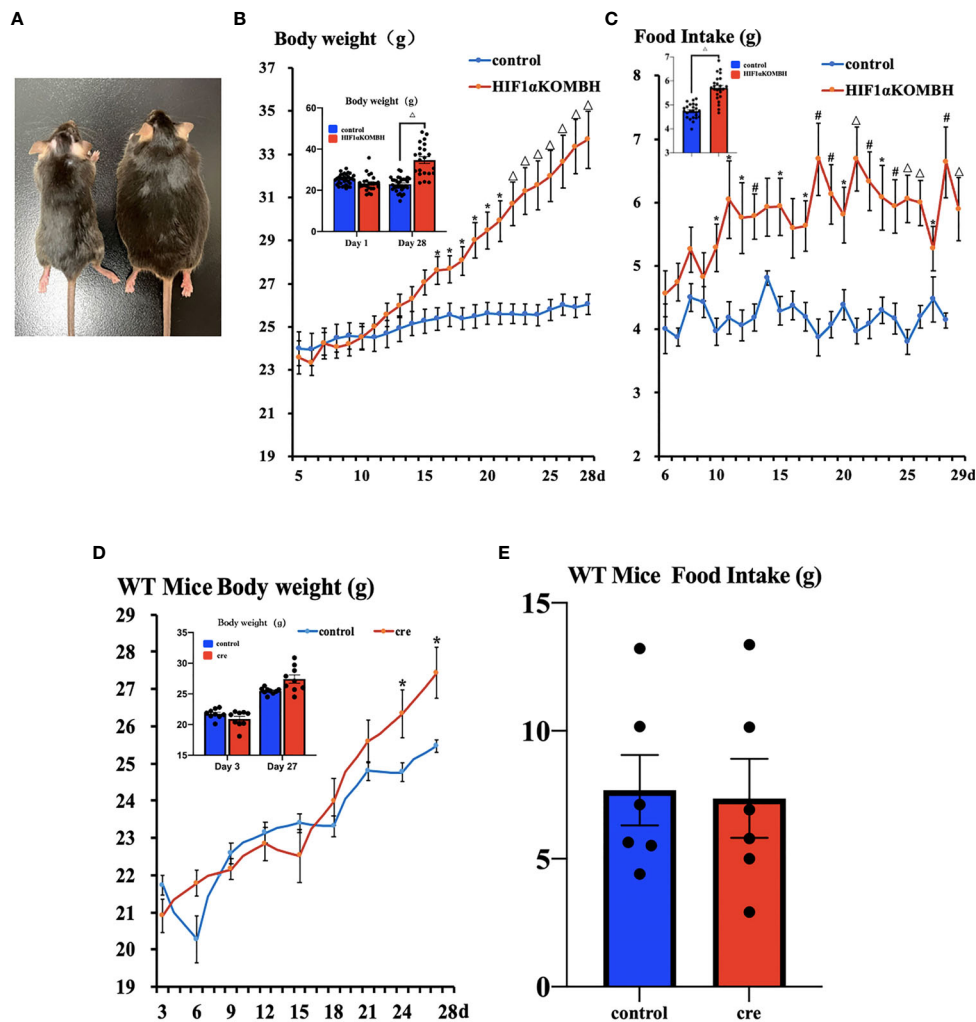 A
B
Body weight (g)
control
HIF1αKOMBH
37
35
33
31
29
27
25
23
21
19
5
10
15
20
25
28d
Body weight (g)
control
HIF1αKOMBH
60
40
20
0
Day 1
Day 28
△
* * * * * * △ △ △ △ △ △ △
C
Food Intake (g)
control
HIF1αKOMBH
8
7
6
5
4
2
6
10
15
20
25
29d
7
6
5
4
3
control
HIF1αKOMBH
△
* * * # * * # # * △ # * # △ △ * # △
D
WT Mice Body weight (g)
control
cre
29
28
27
26
25
24
23
22
21
20
19
3
6
9
12
15
18
21
24
28d
Body weight (g)
control
cre
35
30
25
20
15
Day 3
Day 27
* *
E
WT Mice Food Intake (g)
15
10
5
0
control
cre